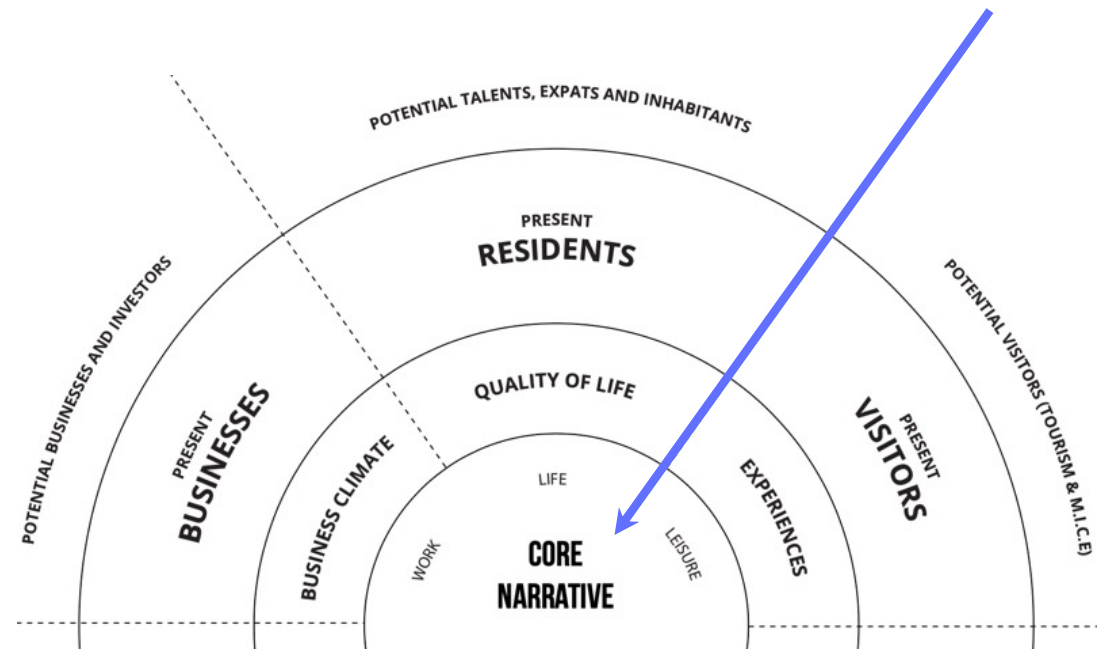 POTENTIAL TALENTS, EXPATS AND INHABITANTS
PRESENT
RESIDENTS
POTENTIAL BUSINESSES AND INVESTORS
PRESENT
BUSINESSES
POTENTIAL VISITORS (TOURISM & M.I.C.E)
PRESENT
VISITORS
QUALITY OF LIFE
BUSINESS CLIMATE
EXPERIENCES
LIFE
WORK
LEISURE
CORE
NARRATIVE